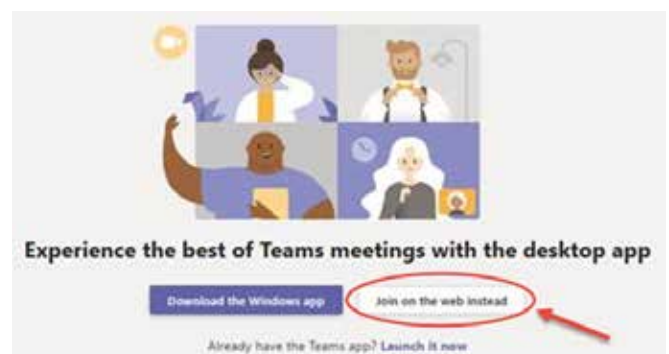 Experience the best of Teams meetings with the desktop app
Download the Windows app
Join on the web instead
Already have the Teams app? Launch it now